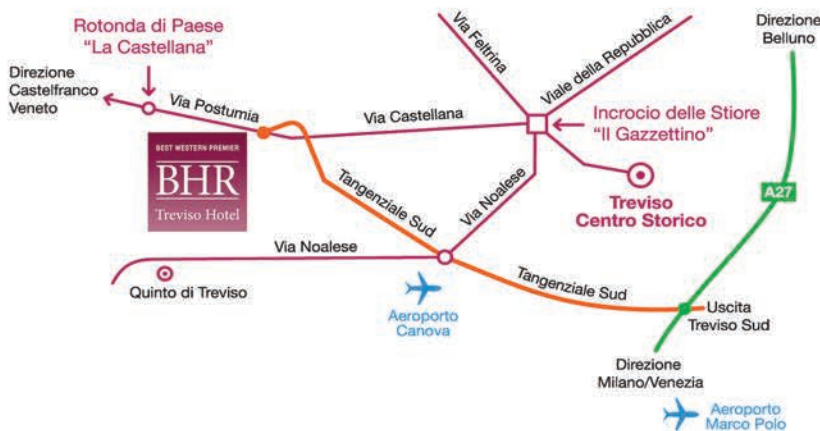 Rotonda di Paese
“La Castellana”
Direzione
Castelfranco
Veneto
Via Postumia
Via Castellana
Via Feltrina
Viale della Repubblica
Direzione
Belluno
Incrocio delle Stiore
“Il Gazzettino”
BEST WESTERN PREMIER
BHR
Treviso Hotel
Tangenziale Sud
Via Noalese
Treviso
Centro Storico
A27
Via Noalese
Quinto di Treviso
Aeroporto
Canova
Tangenziale Sud
Uscita
Treviso Sud
Direzione
Milano/Venezia
Aeroporto
Marco Polo